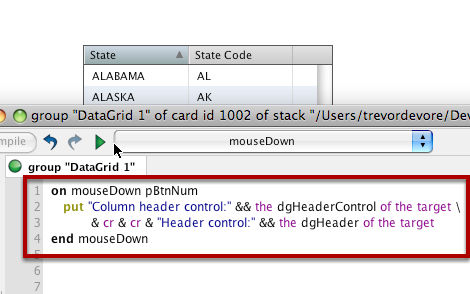 State ▲ State Code
ALABAMA AL
ALASKA AK
group "DataGrid 1" of card id 1002 of stack "/Users/trevordevore/Dev
mpile mouseDown
group "DataGrid 1"
1 on mouseDown pBtnNum
2 put "Column header control:" && the dgHeaderControl of the target \
3 & cr & cr & "Header control:" && the dgHeader of the target
4 end mouseDown
5
6
7